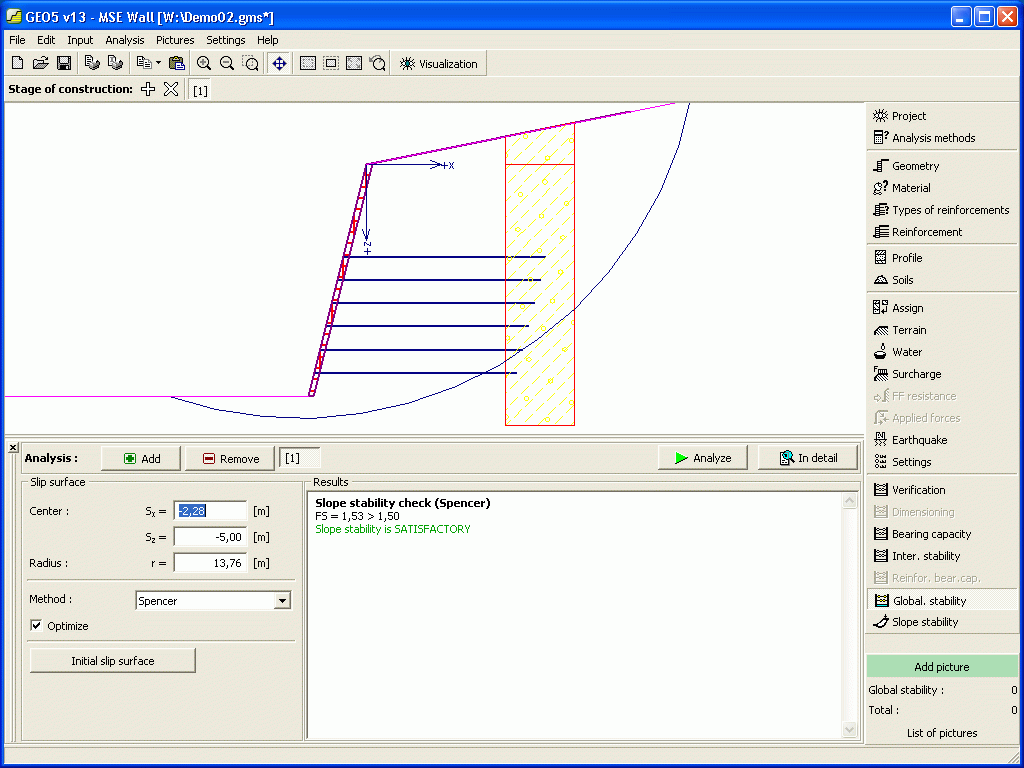 GEO5 v13 - MSE Wall [W:\Demo02.gms*]
File Edit Input Analysis Pictures Settings Help
Visualization
Stage of construction: [1]
+x
+z
Project
Analysis methods
Geometry
Material
Types of reinforcements
Reinforcement
Profile
Soils
Assign
Terrain
Water
Surcharge
FF resistance
Applied forces
Earthquake
Settings
Verification
Dimensioning
Bearing capacity
Inter. stability
Reinfor. bear.cap.
Global. stability
Slope stability
Add picture
Global stability : 0
Total : 0
List of pictures
Analysis : Add Remove [1] Analyze In detail
Slip surface
Center : Sx = -2,28 [m]
Sz = -5,00 [m]
Radius : r = 13,76 [m]
Method : Spencer
Optimize
Initial slip surface
Results
Slope stability check (Spencer)
FS = 1,53 > 1,50
Slope stability is SATISFACTORY